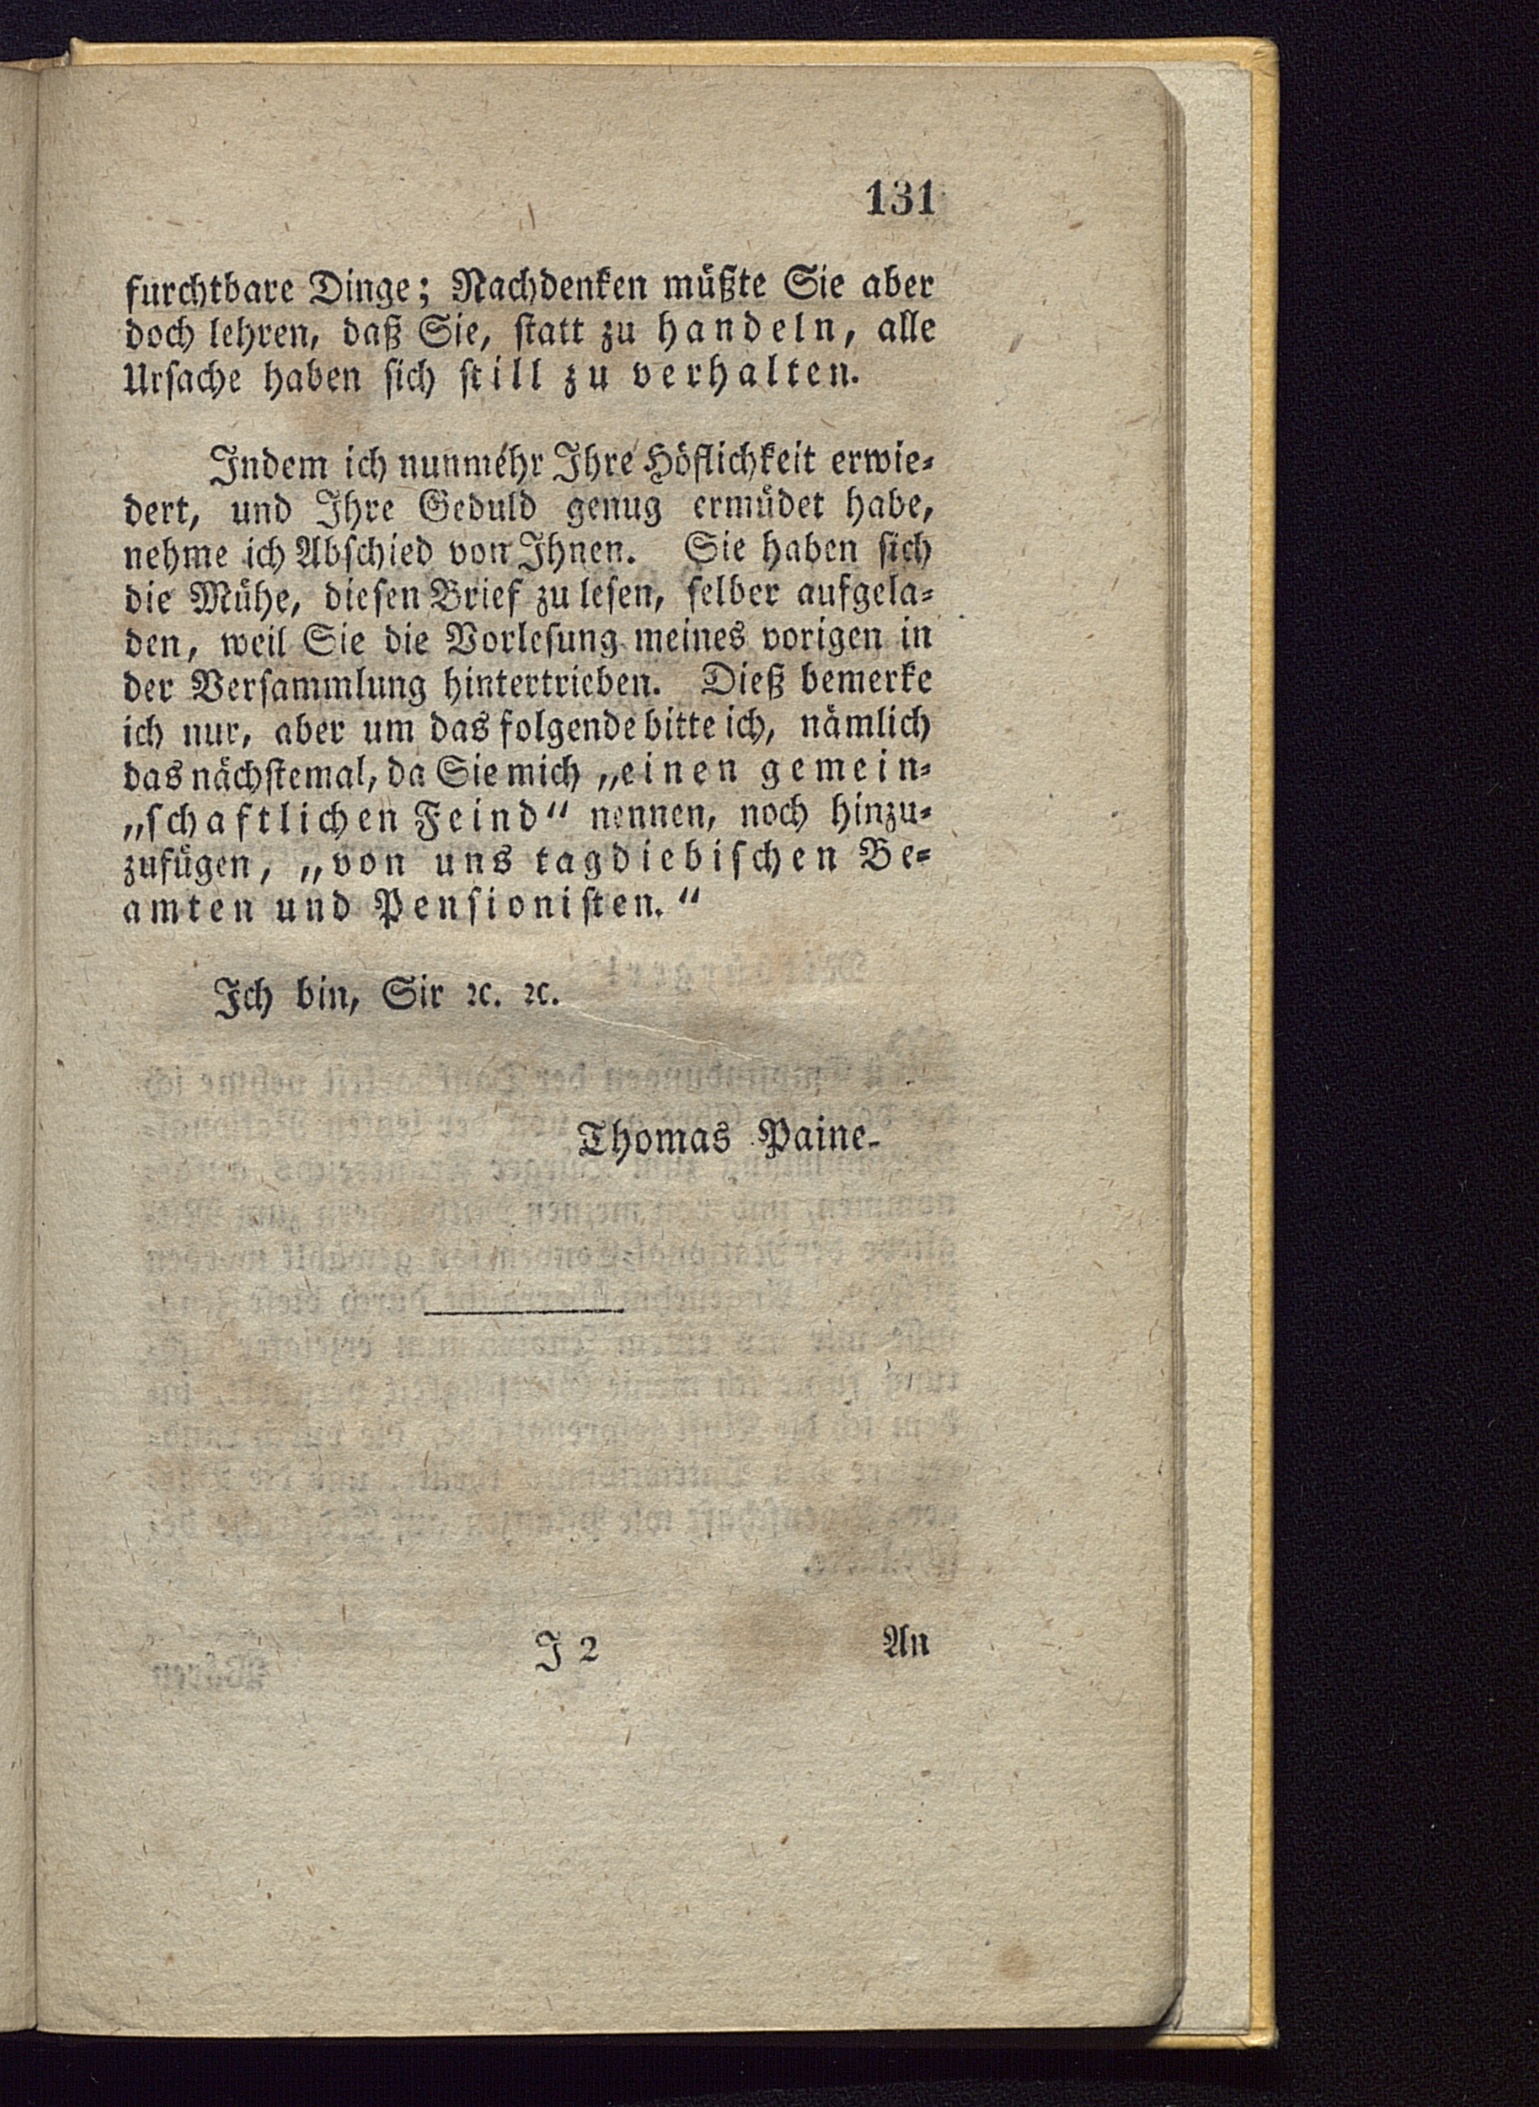 131
furchtbare Dinge; Nachdenken müßte Sie aber
doch lehren, daß Sie, statt zu handeln, alle
Ursache haben sich still zu verhalten.
Indem ich nunmehr Ihre Höflichkeit erwie⸗
dert, und Ihre Geduld genug ermüdet habe,
nehme ich Abschied von Ihnen. Sie haben sich
die Mühe, diesen Brief zu lesen, selber aufgela⸗
den, weil Sie die Vorlesung meines vorigen in
der Versammlung hintertrieben. Dieß bemerke
ich nur, aber um das folgende bitte ich, nämlich
das nächstemal, da Sie mich „einen gemein⸗
„schaftlichen Feind“ nennen, noch hinzu⸗
zufügen, „von uns tagdiebischen Be⸗
amten und Pensionisten.“
Ich bin, Sir ꝛc. ꝛc.
Thomas Paine.
J 2 An